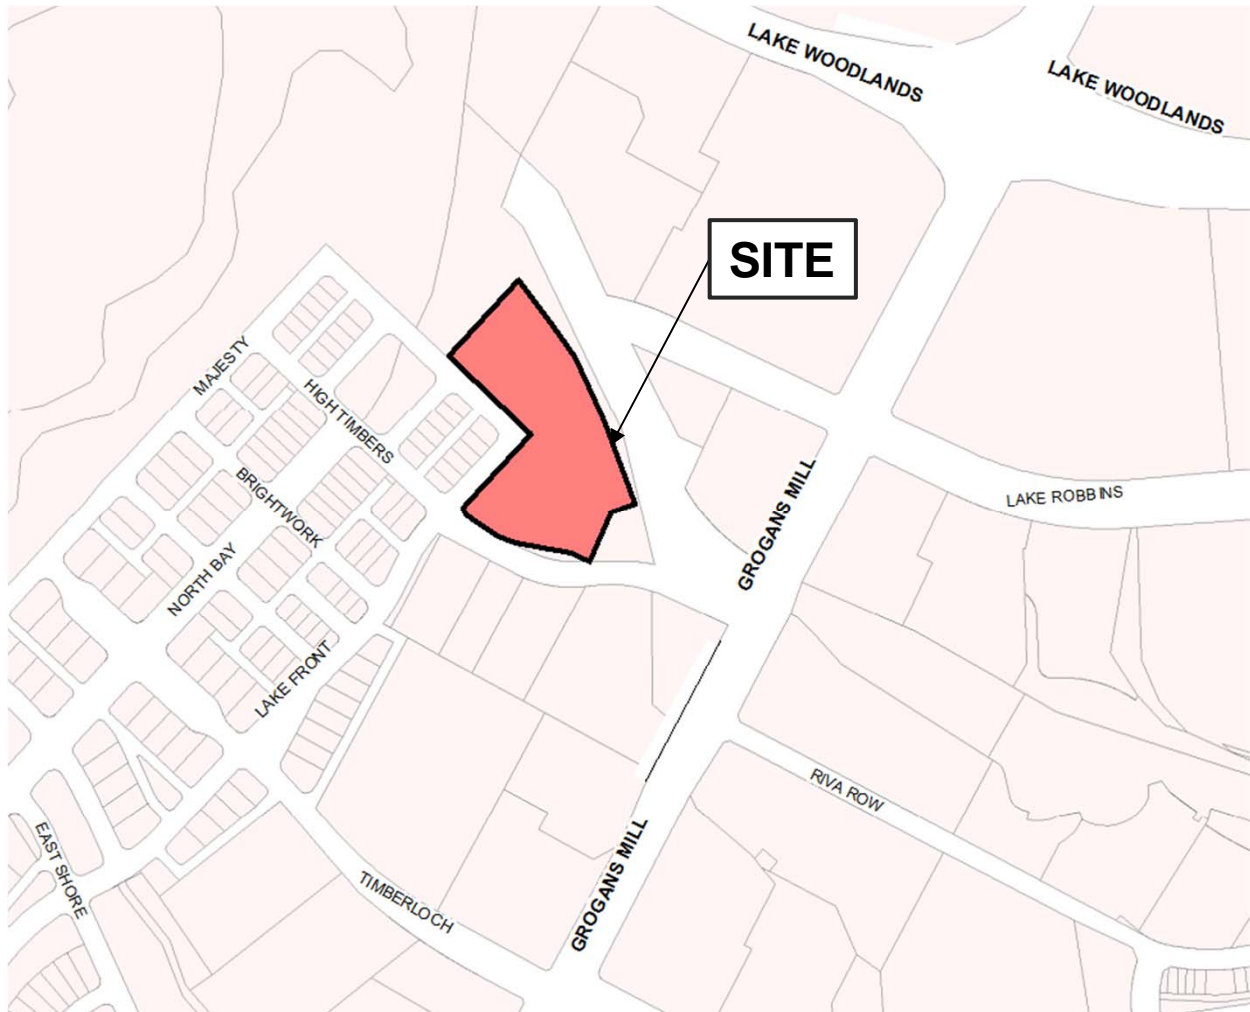 LAKE WOODLANDS
LAKE WOODLANDS
SITE
MAJESTY
HIGH TIMBERS
BRIGHTWORK
GROGANS MILL
LAKE ROBBINS
NORTH BAY
LAKE FRONT
RIVA ROW
EAST SHORE
TIMBERLOCH
GROGANS MILL